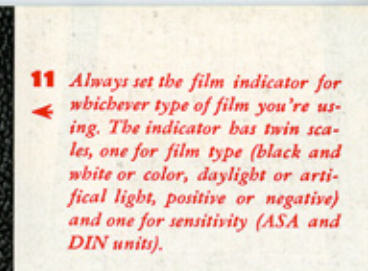 11 Always set the film indicator for
whichever type of film you're us-
ing. The indicator has twin sca-
les, one for film type (black and
white or color, daylight or arti-
fical light, positive or negative)
and one for sensitivity (ASA and
DIN units).